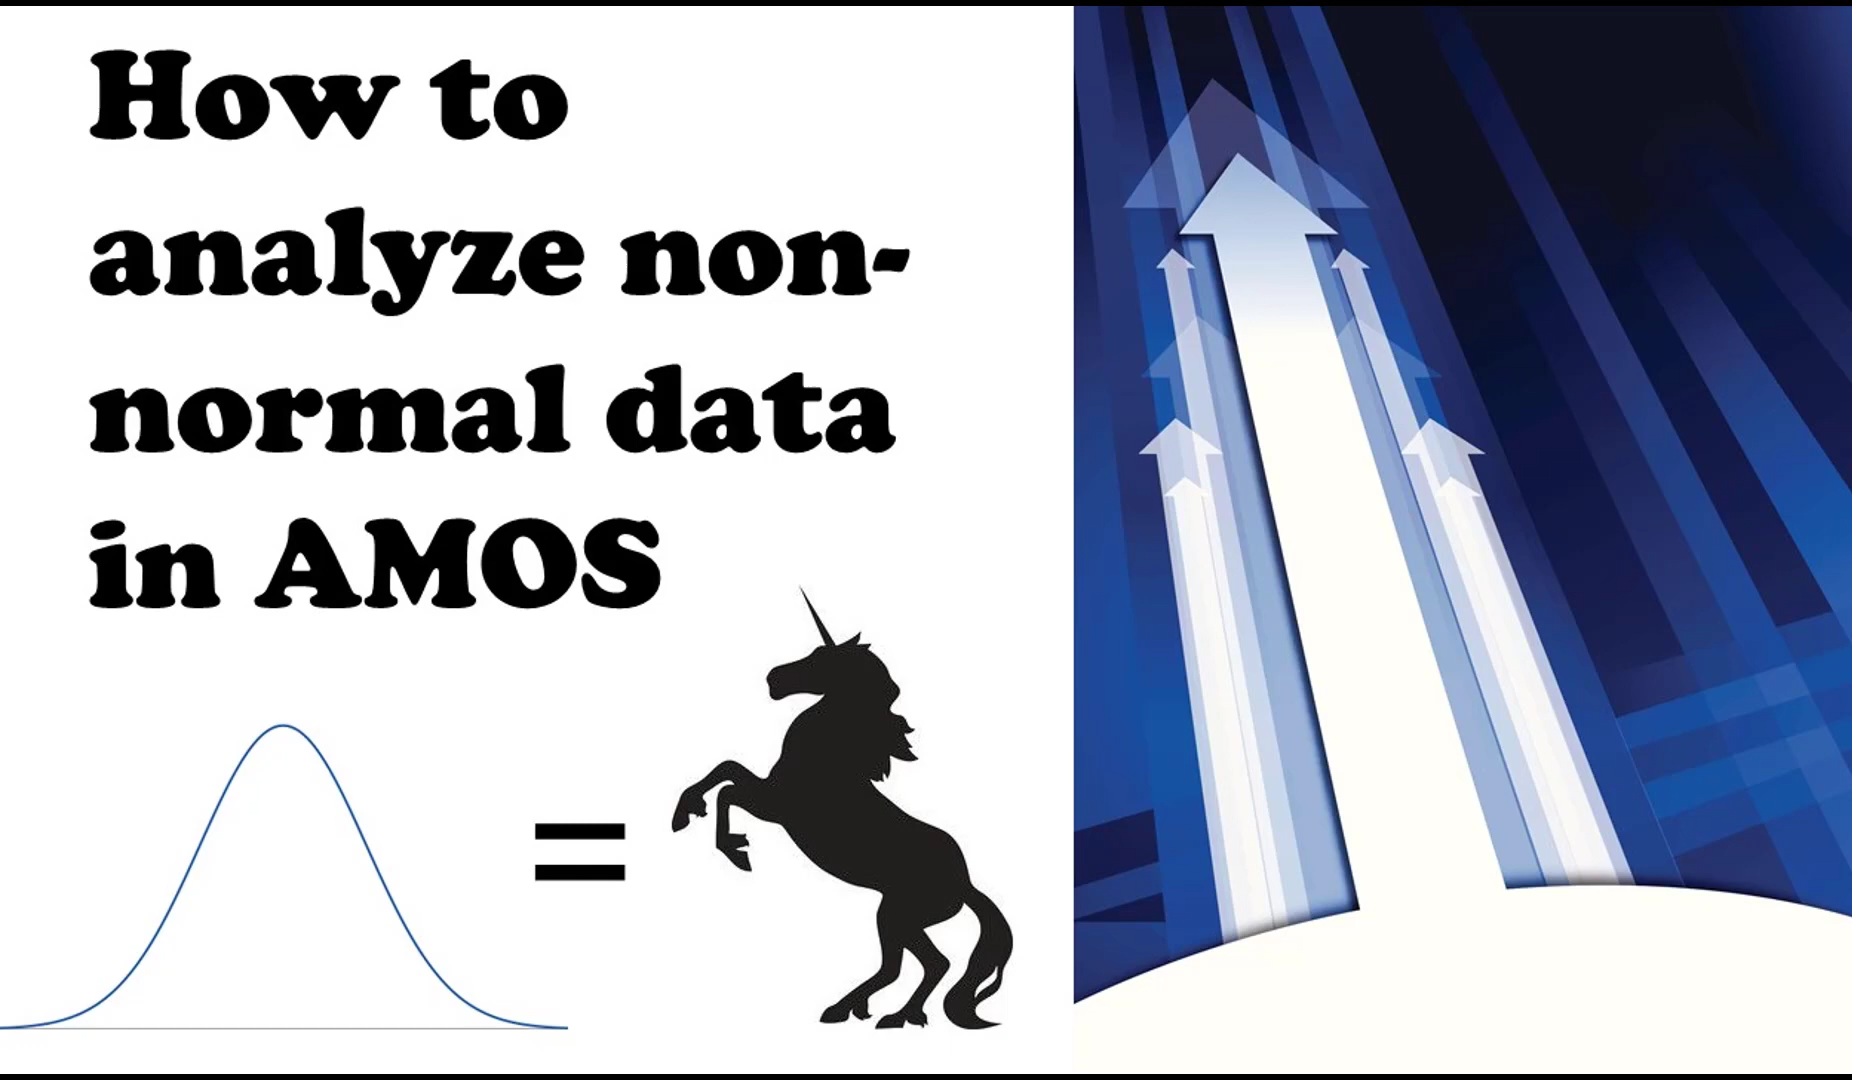 How to
analyze non-
normal data
in AMOS
=